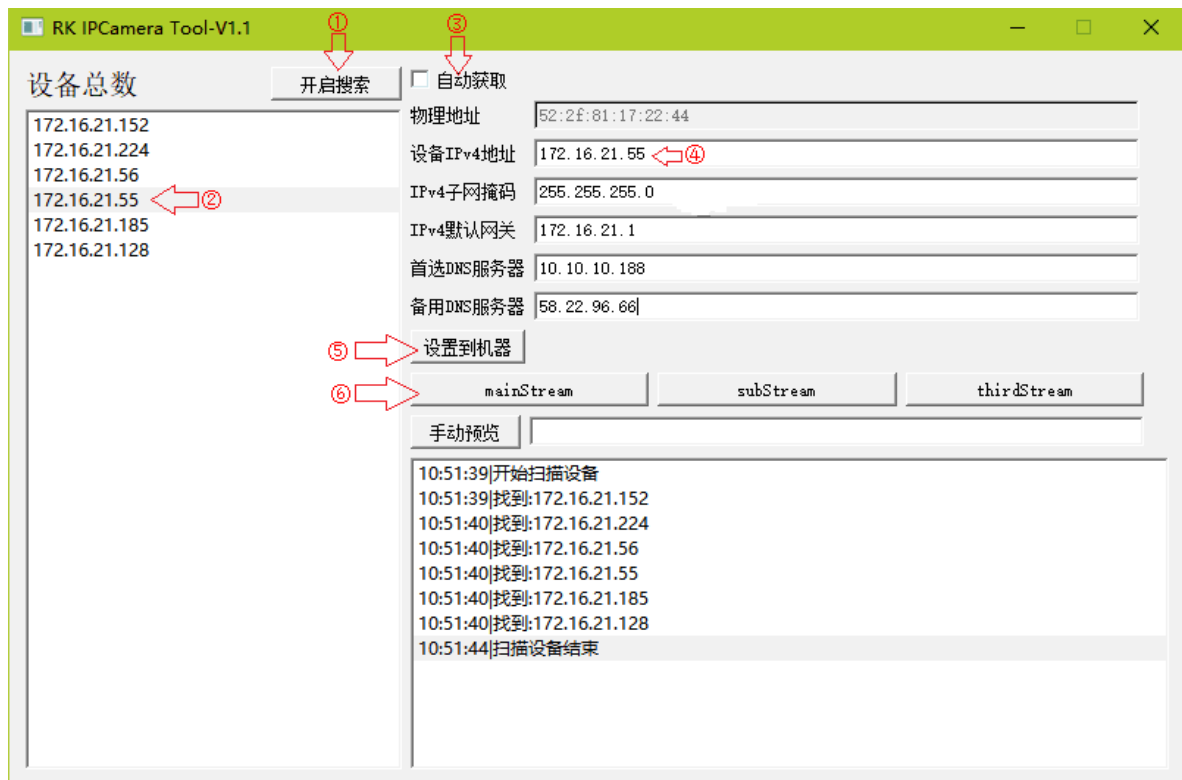 RK IPCamera Tool-V1.1
①
③
设备总数
开启搜索
自动获取
172.16.21.152
172.16.21.224
172.16.21.56
172.16.21.55 ②
172.16.21.185
172.16.21.128
物理地址 52:2f:81:17:22:44
设备IPv4地址 172.16.21.55 ④
IPv4子网掩码 255.255.255.0
IPv4默认网关 172.16.21.1
首选DNS服务器 10.10.10.188
备用DNS服务器 58.22.96.66
⑤ 设置到机器
⑥ mainStream subStream thirdStream
手动预览
10:51:39|开始扫描设备
10:51:39|找到:172.16.21.152
10:51:40|找到:172.16.21.224
10:51:40|找到:172.16.21.56
10:51:40|找到:172.16.21.55
10:51:40|找到:172.16.21.185
10:51:40|找到:172.16.21.128
10:51:44|扫描设备结束